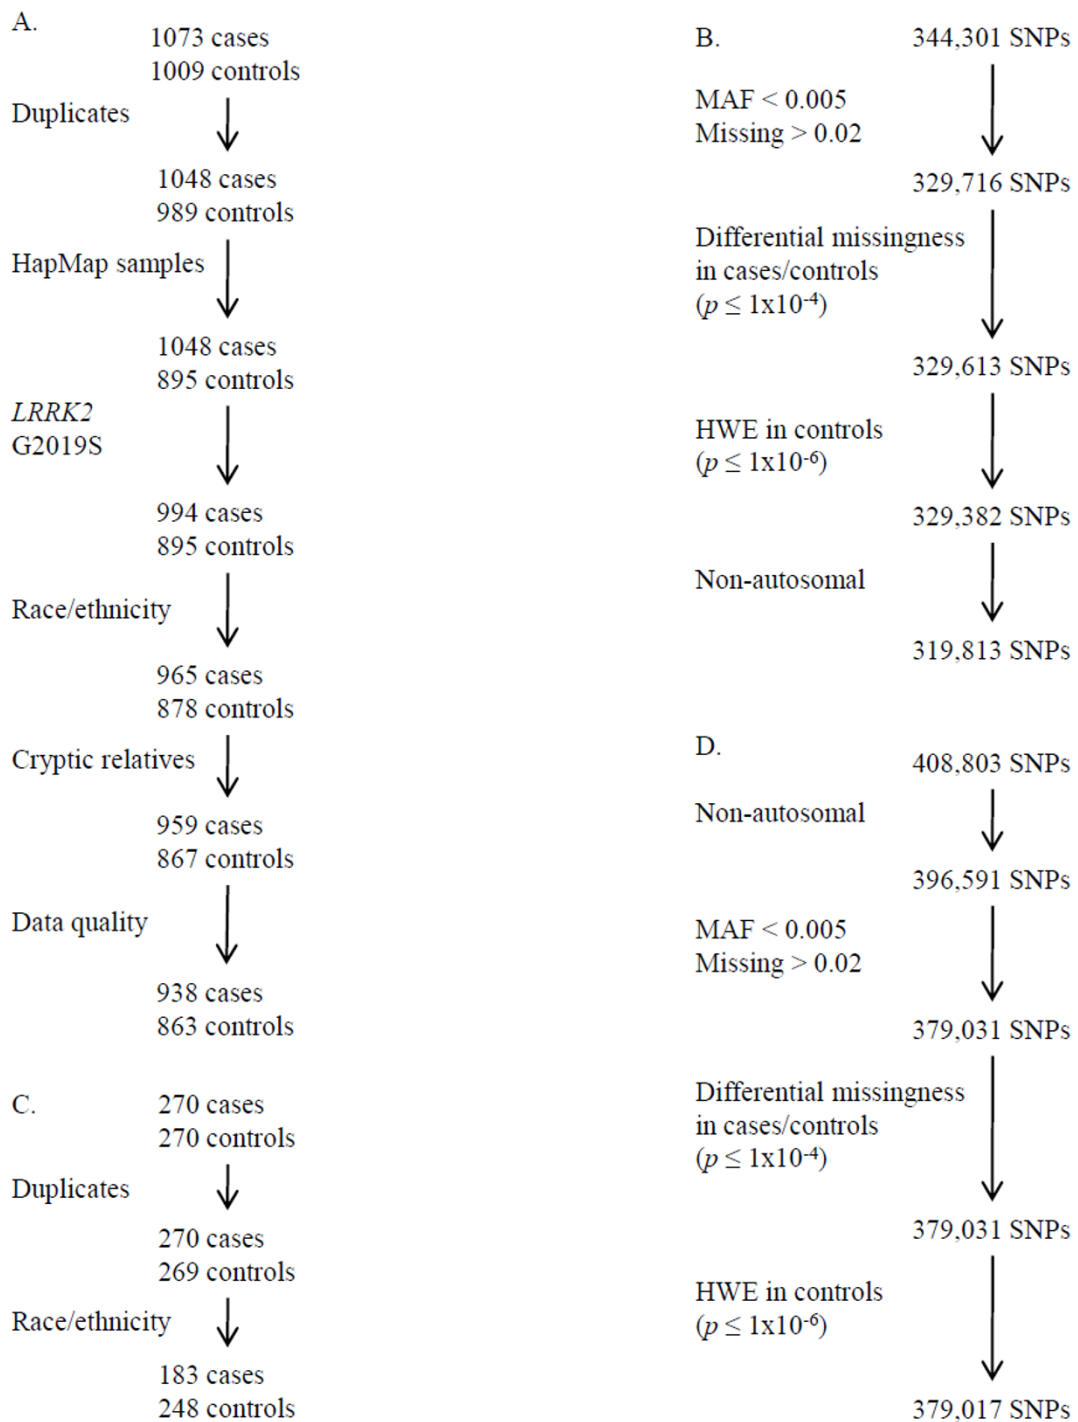 A.
1073 cases
1009 controls
Duplicates
1048 cases
989 controls
HapMap samples
1048 cases
895 controls
LRRK2
G2019S
994 cases
895 controls
Race/ethnicity
965 cases
878 controls
Cryptic relatives
959 cases
867 controls
Data quality
938 cases
863 controls
C.
270 cases
270 controls
Duplicates
270 cases
269 controls
Race/ethnicity
183 cases
248 controls
B.
344,301 SNPs
MAF < 0.005
Missing > 0.02
329,716 SNPs
Differential missingness
in cases/controls
(p ≤ 1x10-4)
329,613 SNPs
HWE in controls
(p ≤ 1x10-6)
329,382 SNPs
Non-autosomal
319,813 SNPs
D.
408,803 SNPs
Non-autosomal
396,591 SNPs
MAF < 0.005
Missing > 0.02
379,031 SNPs
Differential missingness
in cases/controls
(p ≤ 1x10-4)
379,031 SNPs
HWE in controls
(p ≤ 1x10-6)
379,017 SNPs